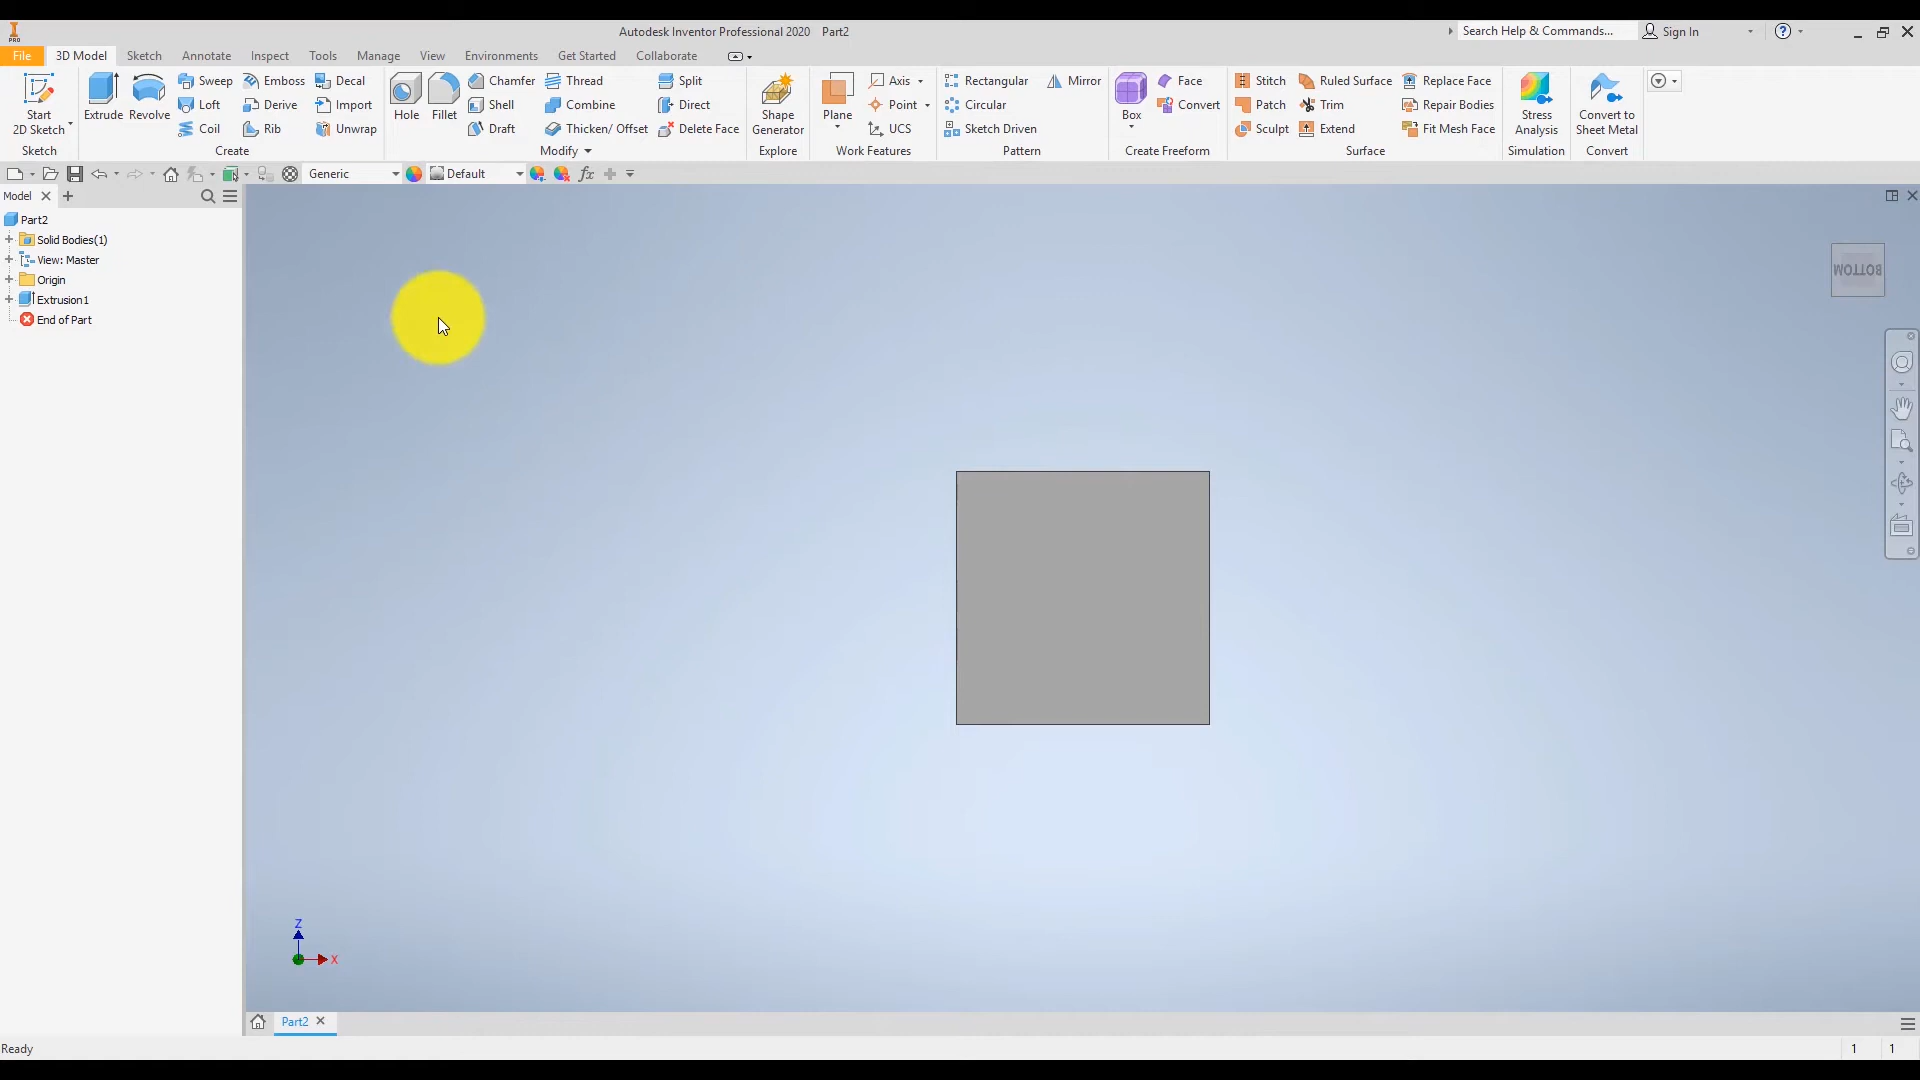 Autodesk Inventor Professional 2020 Part2
Search Help & Commands...
Sign In
PRO
File 3D Model Sketch Annotate Inspect Tools Manage View Environments Get Started Collaborate
Start 2D Sketch
Sketch
Extrude
Revolve
Sweep Emboss Decal
Loft Derive Import
Coil Rib Unwrap
Create
Hole
Fillet
Chamfer Thread Split
Shell Combine Direct
Draft Thicken/ Offset Delete Face
Modify
Shape Generator
Explore
Plane
Axis
Point
UCS
Work Features
Rectangular Mirror
Circular
Sketch Driven
Pattern
Box
Face
Convert
Create Freeform
Stitch Ruled Surface Replace Face
Patch Trim Repair Bodies
Sculpt Extend Fit Mesh Face
Surface
Stress Analysis
Simulation
Convert to Sheet Metal
Convert
Generic
Default
fx
Model
Part2
Solid Bodies(1)
View: Master
Origin
Extrusion1
End of Part
BOTTOM
Z
X
Part2
Ready
1 1